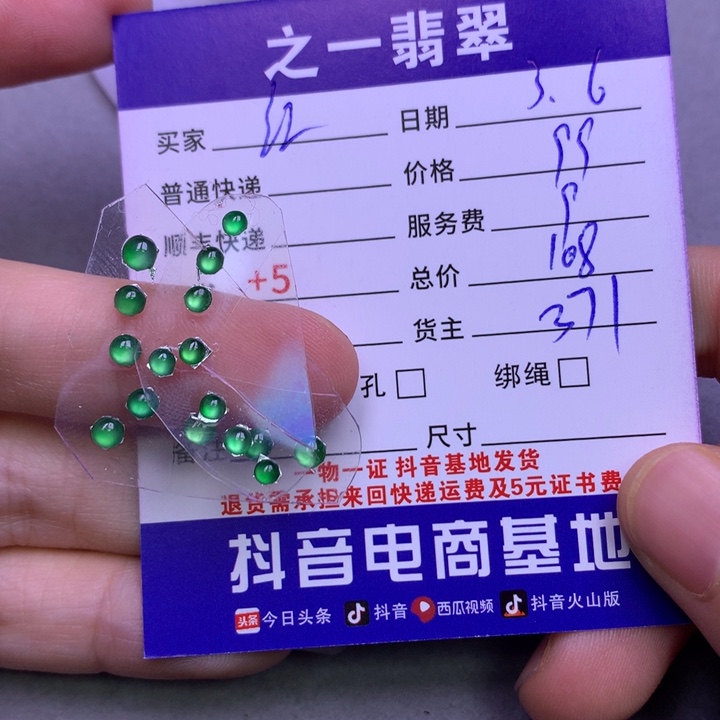 之一翡翠
买家 日期 3.6
普通快递 价格 99
顺丰快递 服务费 9
+5 总价 108
货主 371
孔 绑绳
尺寸
一物一证 抖音基地发货
退货需承担来回快递运费及5元证书费
抖音电商基地
头条 今日头条 抖音 西瓜视频 抖音火山版